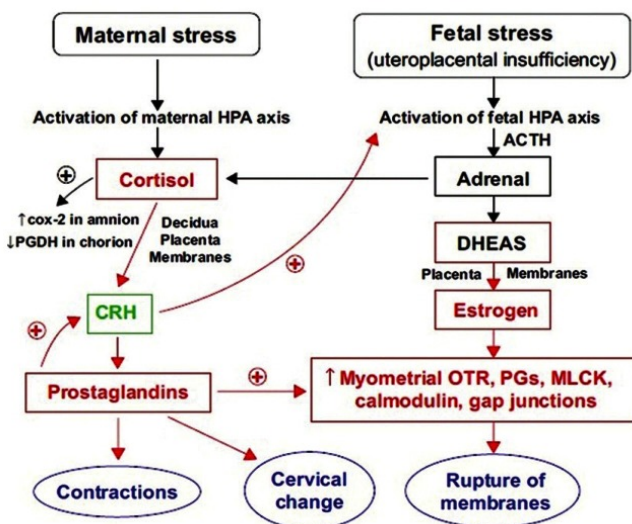 Maternal stress
Fetal stress
(uteroplacental insufficiency)
Activation of maternal HPA axis
Activation of fetal HPA axis
ACTH
Cortisol
Adrenal
↑cox-2 in amnion
↓PGDH in chorion
Decidua
Placenta
Membranes
DHEAS
Placenta
Membranes
CRH
Estrogen
Prostaglandins
↑Myometrial OTR, PGs, MLCK,
calmodulin, gap junctions
Contractions
Cervical
change
Rupture of
membranes